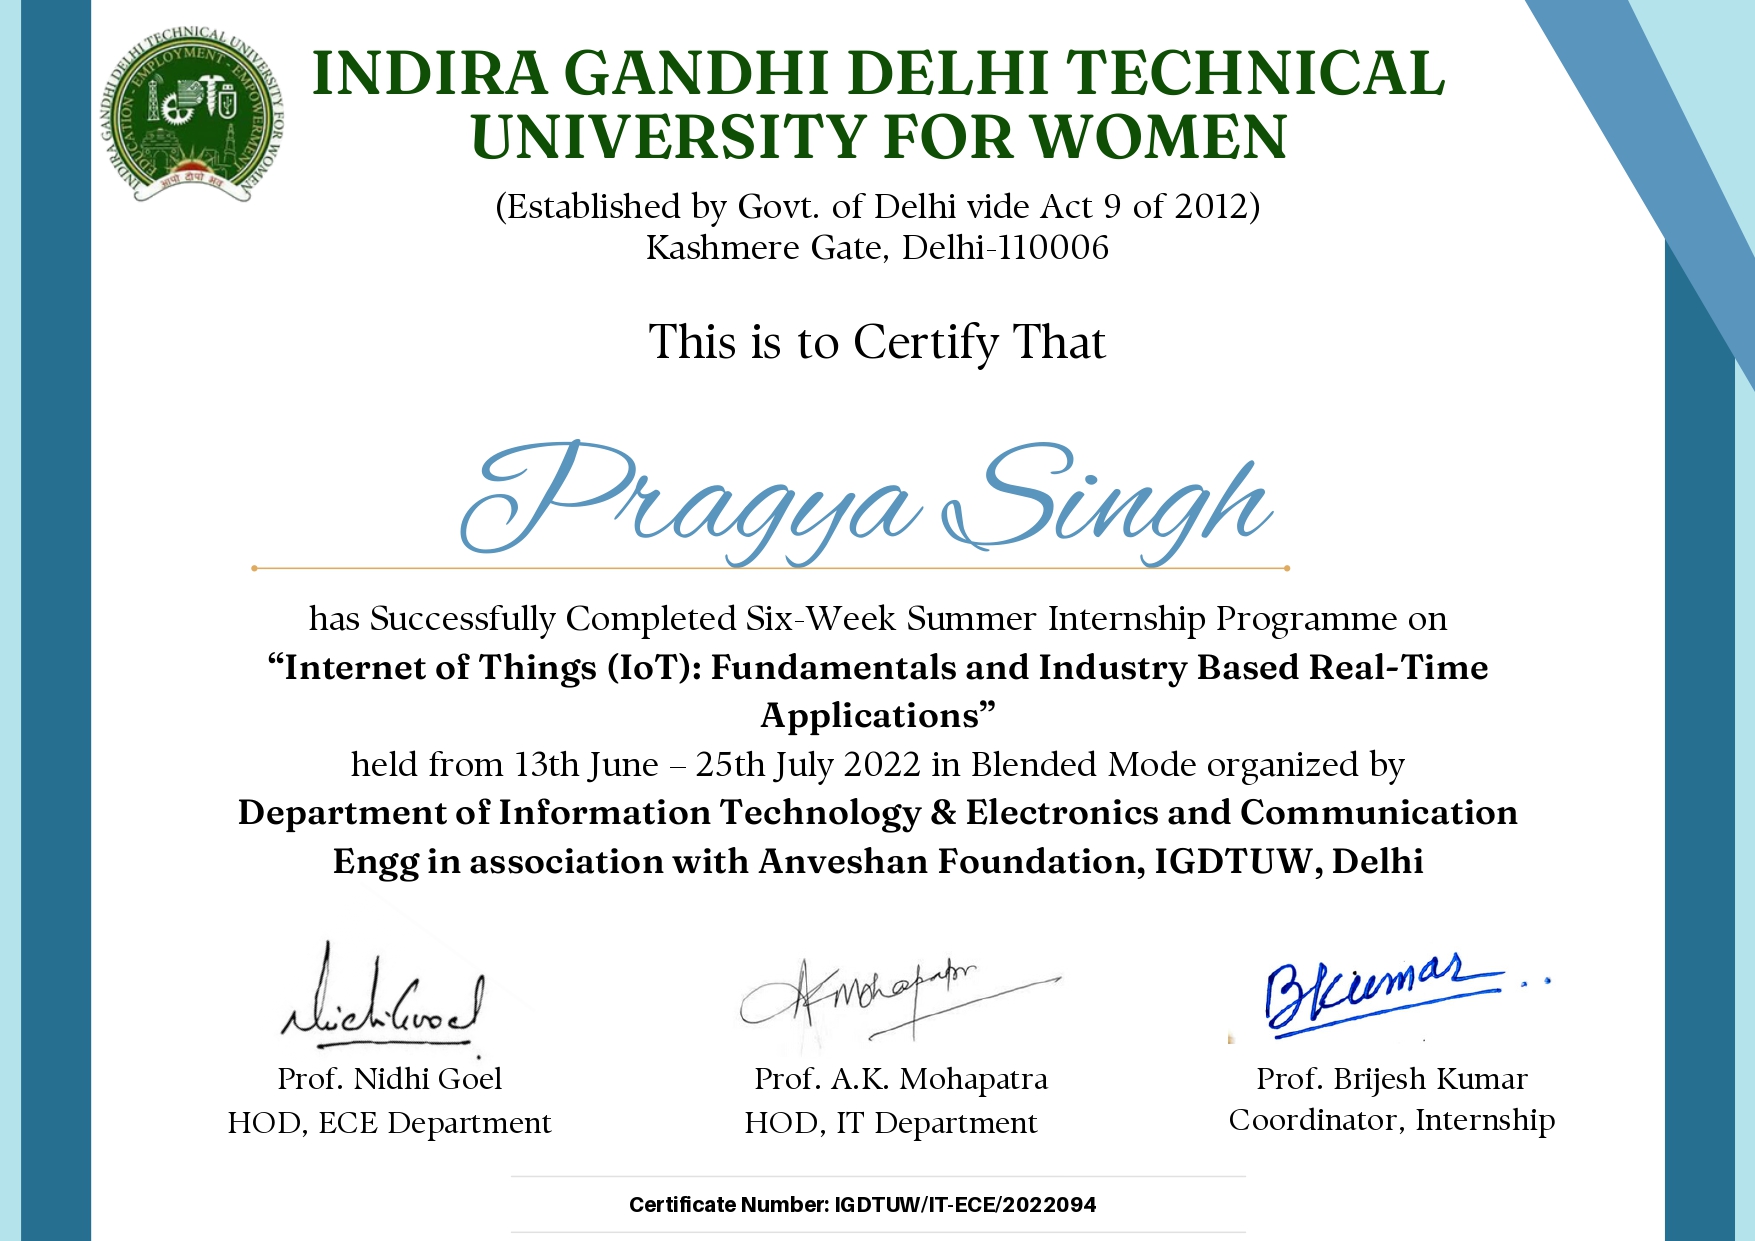 INDIRA GANDHI DELHI TECHNICAL UNIVERSITY FOR WOMEN
EDUCATION - EMPLOYMENT - EMPOWERMENT
INDIRA GANDHI DELHI TECHNICAL
UNIVERSITY FOR WOMEN
(Established by Govt. of Delhi vide Act 9 of 2012)
Kashmere Gate, Delhi-110006
This is to Certify That
Pragya Singh
has Successfully Completed Six-Week Summer Internship Programme on
“Internet of Things (IoT): Fundamentals and Industry Based Real-Time
Applications”
held from 13th June – 25th July 2022 in Blended Mode organized by
Department of Information Technology & Electronics and Communication
Engg in association with Anveshan Foundation, IGDTUW, Delhi
Nidhi Goel
AKMohapatra
BKumar
Prof. Nidhi Goel
HOD, ECE Department
Prof. A.K. Mohapatra
HOD, IT Department
Prof. Brijesh Kumar
Coordinator, Internship
Certificate Number: IGDTUW/IT-ECE/2022094